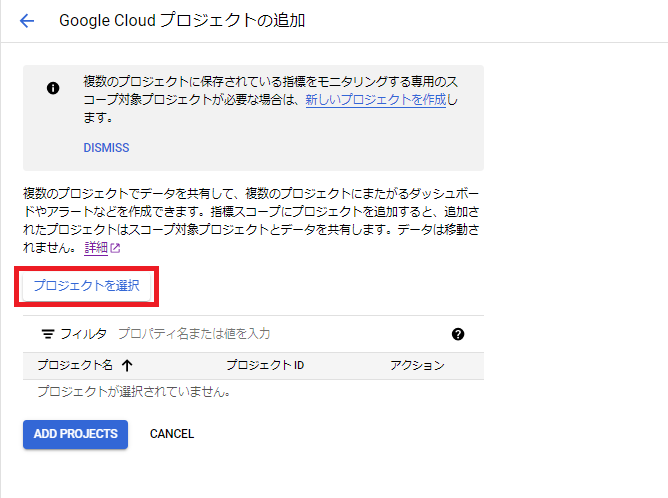 Google Cloud プロジェクトの追加
複数のプロジェクトに保存されている指標をモニタリングする専用のス
コープ対象プロジェクトが必要な場合は、新しいプロジェクトを作成し
ます。
DISMISS
複数のプロジェクトでデータを共有して、複数のプロジェクトにまたがるダッシュボー
ドやアラートなどを作成できます。指標スコープにプロジェクトを追加すると、追加さ
れたプロジェクトはスコープ対象プロジェクトとデータを共有します。データは移動さ
れません。 詳細
プロジェクトを選択
フィルタ プロパティ名または値を入力
プロジェクト名 プロジェクト ID アクション
プロジェクトが選択されていません。
ADD PROJECTS CANCEL